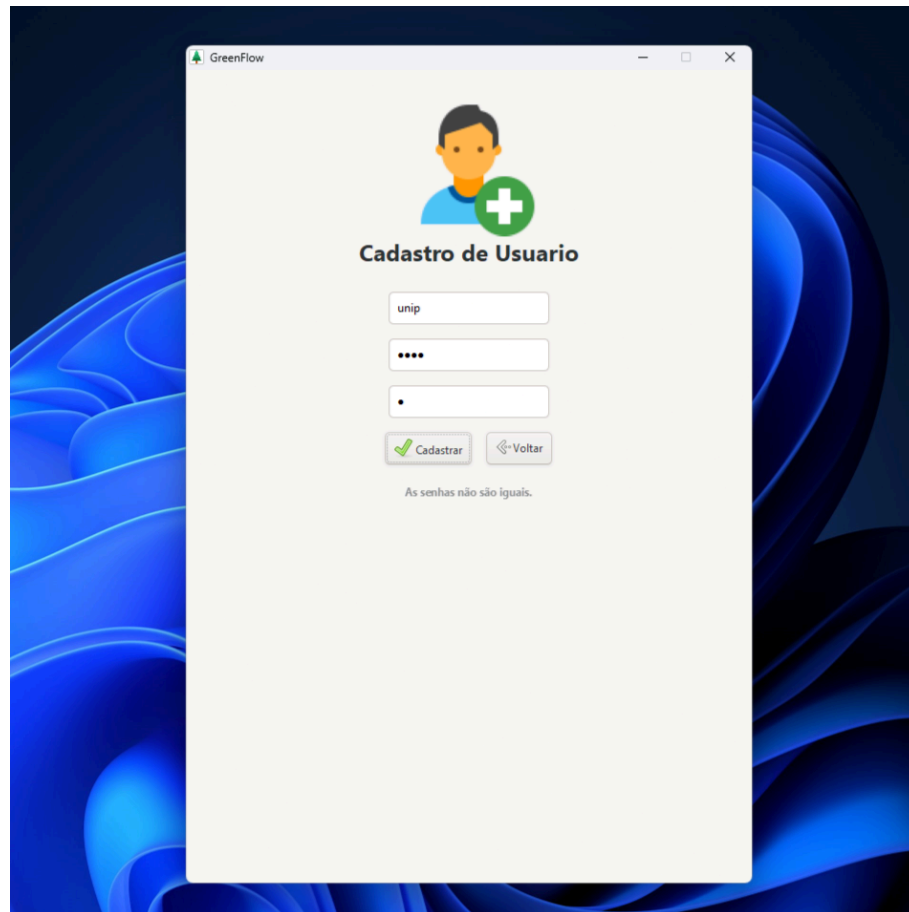 GreenFlow
Cadastro de Usuario
unip
••••
•
Cadastrar
Voltar
As senhas não são iguais.